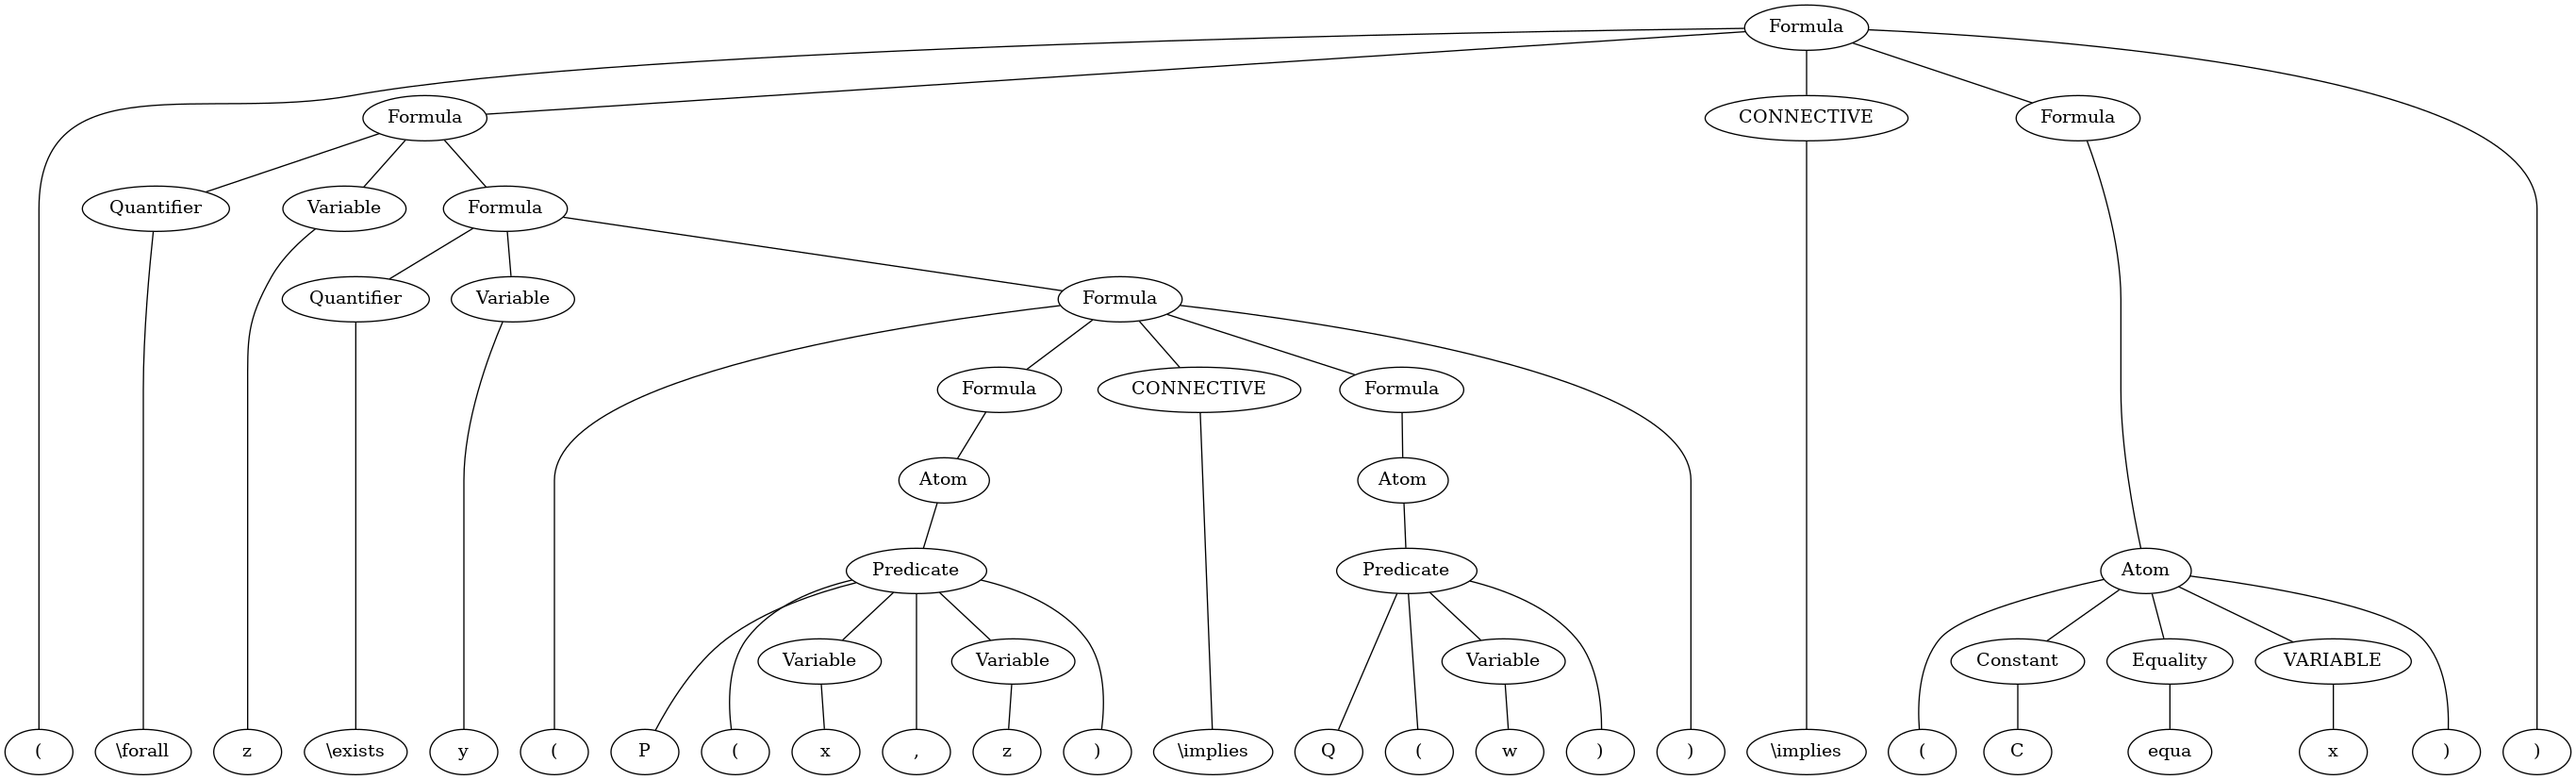 Formula
Formula CONNECTIVE Formula
Quantifier Variable Formula
Quantifier Variable Formula
Formula CONNECTIVE Formula
Atom Atom
Predicate Predicate Atom
Variable Variable Variable Constant Equality VARIABLE
( \forall z \exists y ( P ( x , z ) \implies Q ( w ) ) \implies ( C equa x ) )